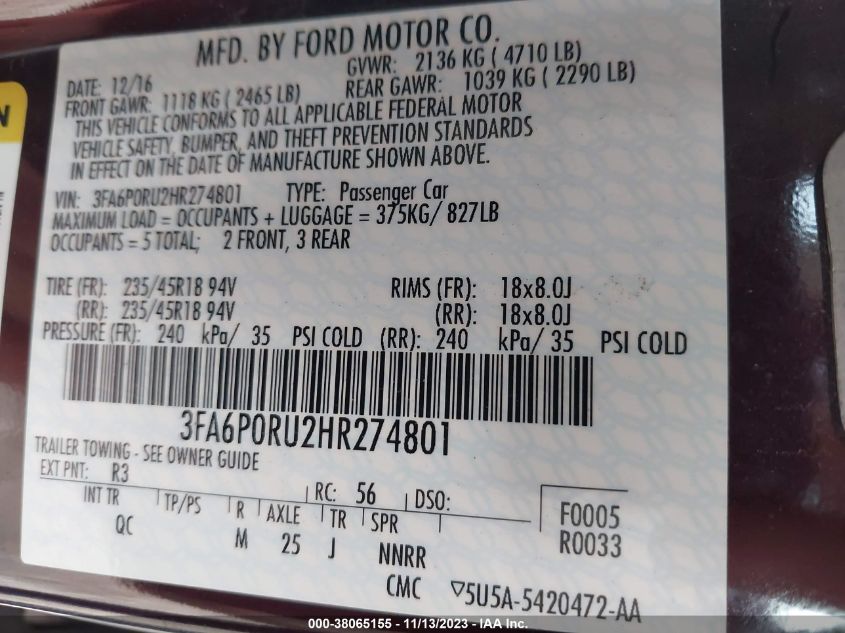 MFD. BY FORD MOTOR CO.
DATE: 12/16 GVWR: 2136 KG ( 4710 LB)
FRONT GAWR: 1118 KG ( 2465 LB) REAR GAWR: 1039 KG ( 2290 LB)
THIS VEHICLE CONFORMS TO ALL APPLICABLE FEDERAL MOTOR
VEHICLE SAFETY, BUMPER, AND THEFT PREVENTION STANDARDS
IN EFFECT ON THE DATE OF MANUFACTURE SHOWN ABOVE.
VIN: 3FA6P0RU2HR274801 TYPE: Passenger Car
MAXIMUM LOAD = OCCUPANTS + LUGGAGE = 375KG/ 827LB
OCCUPANTS = 5 TOTAL; 2 FRONT, 3 REAR
TIRE (FR): 235/45R18 94V RIMS (FR): 18x8.0J
(RR): 235/45R18 94V (RR): 18x8.0J
PRESSURE (FR): 240 kPa/ 35 PSI COLD (RR): 240 kPa/ 35 PSI COLD
3FA6P0RU2HR274801
TRAILER TOWING - SEE OWNER GUIDE
EXT PNT: R3 RC: 56 DSO:
INT TR TP/PS R AXLE TR SPR F0005
QC M 25 J NNRR R0033
CMC ▽5U5A-5420472-AA
000-38065155 - 11/13/2023 - IAA Inc.